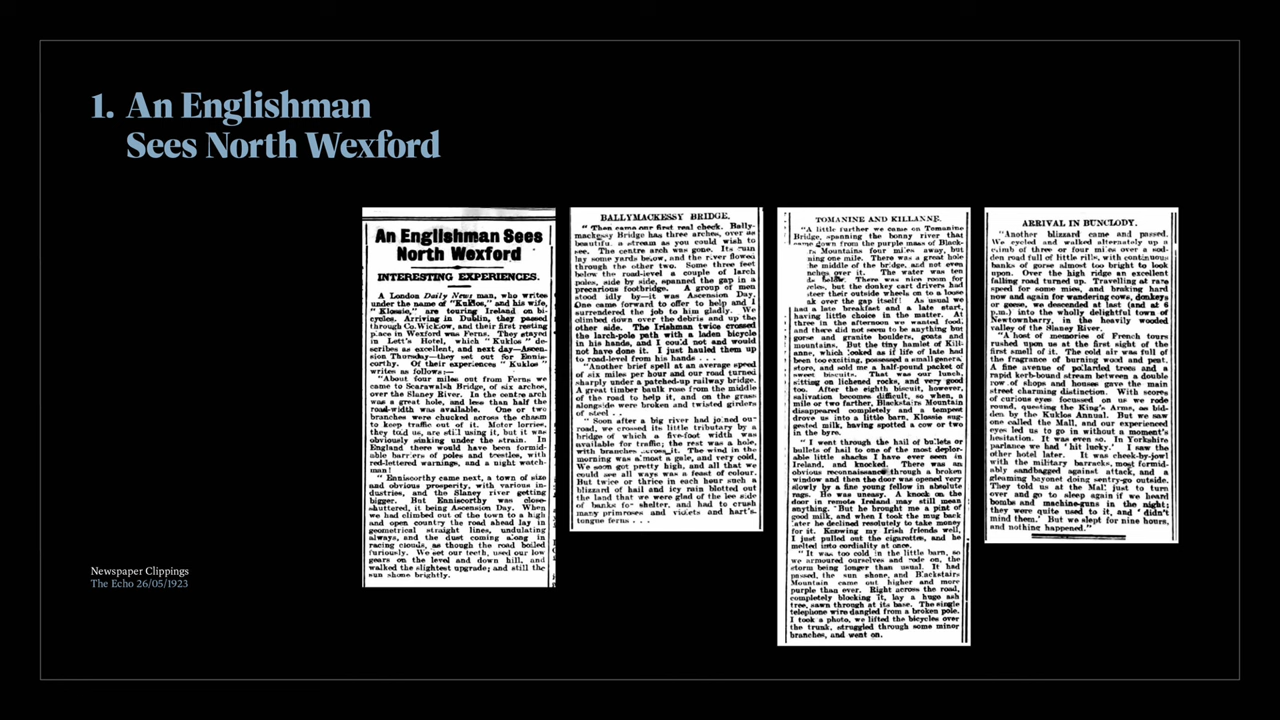 1. An Englishman
Sees North Wexford
An Englishman Sees
North Wexford
INTERESTING EXPERIENCES.
A London Daily News man, who writes
under the name of "Kuklos," and his wife,
"Klossie," are touring Ireland on bi-
cycles. Arriving in Dublin, they passed
through Co. Wicklow, and their first resting
place in Wexford was Ferns. They stayed
in Lett's Hotel, which "Kuklos" de-
scribes as excellent, and next day—Ascen-
sion Thursday—they set out for Ennis-
corthy. Of their experiences "Kuklos"
writes as follows:—
"About four miles out from Ferns we
came to Scarawalsh Bridge, of six arches,
over the Slaney River. In the centre arch
was a great hole, and less than half the
road-width was available. One or two
branches were chucked across the chasm
to keep traffic out of it. Motor lorries,
they told us, are still using it, but it was
obviously sinking under the strain. In
England there would have been formid-
able barriers of poles and trestles, with
red-lettered warnings, and a night watch-
man!
"Enniscorthy came next, a town of size
and obvious prosperity, with various in-
dustries, and the Slaney river getting
bigger. But Enniscorthy was close-
shuttered, it being Ascension Day. When
we had climbed out of the town to a high
and open country the road ahead lay in
geometrical straight lines, undulating
always, and the dust coming along in
racing clouds, as though the road boiled
furiously. We set our teeth, used our low
gears on the level and down hill, and
walked the slightest upgrade; and still the
sun shone brightly.
BALLYMACKESSY BRIDGE.
"Then came our first real check. Bally-
mackessy Bridge has three arches, over as
beautiful a stream as you could wish to
see. The centre arch was gone. Its ruin
lay some yards below, and the river flowed
through the other two. Some three feet
below the road-level a couple of larch
poles, side by side, spanned the gap in a
precarious footbridge. A group of men
stood idly by—it was Ascension Day.
One came forward to offer to help and I
surrendered the job to him gladly. We
climbed down over the debris and up the
other side. The Irishman twice crossed
the larch-pole path with a laden bicycle
in his hands, and I could not and would
not have done it. I just hauled them up
to road-level from his hands . . .
"Another brief spell at an average speed
of six miles per hour and our road turned
sharply under a patched-up railway bridge.
A great timber baulk rose from the middle
of the road to help it, and on the grass
alongside were broken and twisted girders
of steel . . .
"Soon after a big river had joined our
road, we crossed its little tributary by a
bridge of which a five-foot width was
available for traffic; the rest was a hole,
with branches across it. The wind in the
morning was almost a gale, and very cold.
We soon got pretty high, and all that we
could see all ways was a feast of colour.
But twice or thrice in each hour such a
blizzard of hail and icy rain blotted out
the land that we were glad of the lee side
of banks for shelter, and had to crush
many primroses and violets and hart's-
tongue ferns . . .
TOMANINE AND KILLANNE.
"A little further we came on Tomanine
Bridge, spanning the bonny river that
came down from the purple mass of Black-
Mountains four miles away, but
ning one mile. There was a great hole
the middle of the bridge, and not even
nches over it. The water was ten
ds below. There was nice room for
cycles, but the donkey cart drivers had
steer their outside wheels on to a loose
ak over the gap itself! As usual we
had a late breakfast and a late start,
having little choice in the matter. At
three in the afternoon we wanted food;
and there did not seem to be anything but
gorse and granite boulders, goats and
mountains. But the tiny hamlet of Kill-
anne, which looked as if life of late had
been too exciting, possessed a small general
store, and sold me a half-pound packet of
sweet biscuits. That was our lunch,
sitting on lichened rocks, and very good
too. After the eighth biscuit, however,
salivation becomes difficult, so when, a
mile or two farther, Blackstairs Mountain
disappeared completely and a tempest
drove us into a little barn, Klossie sug-
gested milk, having spotted a cow or two
in the byre.
"I went through the hail of bullets or
bullets of hail to one of the most deplor-
able little shacks I have ever seen in
Ireland, and knocked. There was an
obvious reconnaissance through a broken
window and then the door was opened very
slowly by a fine young fellow in absolute
rags. He was uneasy. A knock on the
door in remote Ireland may mean
anything. But he brought me a pint of
good milk, and when I took the mug back
later he declined resolutely to take money
for it. Knowing my Irish friends well,
I just pulled out the cigarettes, and he
melted into cordiality at once.
"It was too cold in the little barn, so
we armoured ourselves and rode on, the
storm being longer than usual. It had
passed, the sun shone, and Blackstairs
Mountain came out higher and more
purple than ever. Right across the road,
completely blocking it, lay a huge ash
tree, sawn through at its base. The single
telephone wire dangled from a broken pole.
I took a photo, we lifted the bicycles over
the trunk, struggled through some minor
branches, and went on.
ARRIVAL IN BUNCLODY.
"Another blizzard came and passed.
We cycled and walked alternately up a
climb of three or four miles over a sod-
den road full of little rills, with continuous
banks of gorse almost too bright to look
upon. Over the high ridge an excellent
falling road turned up. Travelling at rare
speed for some miles, and braking hard
now and again for wandering cows, donkeys
or geese, we descended at last (and at 6
p.m.) into the wholly delightful town of
Newtownbarry, in the heavily wooded
valley of the Slaney River.
"A host of memories of French tours
rushed upon us at the first sight of the
first smell of it. The cold air was full of
the fragrance of burning wood and peat.
A fine avenue of pollarded trees and a
rapid kerb-bound stream between a double
row of shops and houses gave the main
street charming distinction. With scores
of curious eyes focussed on us we rode
round, questing the King's Arms, as bid-
den by the Kuklos Annual. But we saw
one called the Mall, and our experienced
eyes led us to go in without a moment's
hesitation. It was even so. In Yorkshire
parlance we had 'hit lucky.' I saw the
other hotel later. It was cheek-by-jowl
with the military barracks, most formid-
ably sandbagged against attack, and a
gleaming bayonet doing sentry-go outside.
They told us at the Mall just to turn
over and go to sleep again if we heard
bombs and machine-guns in the night;
they were quite used to it, and 'didn't
mind them.' But we slept for nine hours,
and nothing happened."
Newspaper Clippings
The Echo 26/05/1923